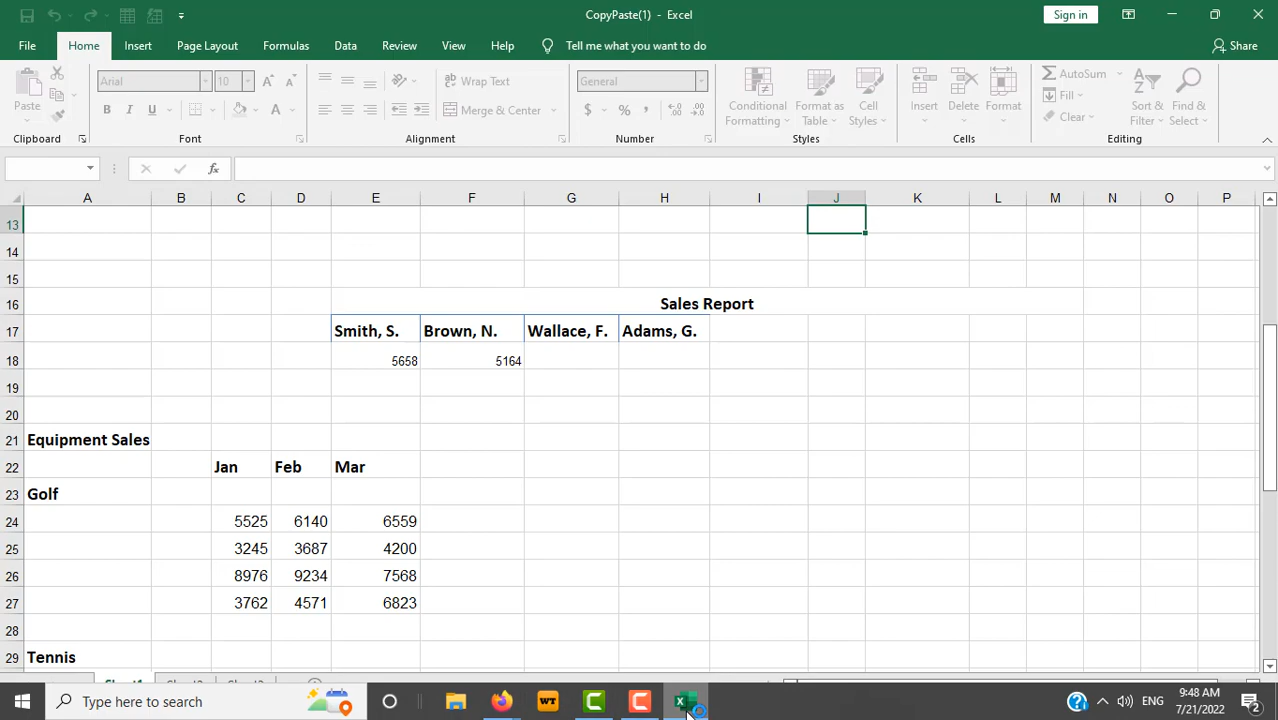 CopyPaste(1) - Excel
Sign in
File Home Insert Page Layout Formulas Data Review View Help Tell me what you want to do Share
Paste
Arial 10
B I U A
Wrap Text
Merge & Center
General
$ % ,
Conditional Formatting
Format as Table
Cell Styles
Insert
Delete
Format
AutoSum
Fill
Clear
Sort & Filter
Find & Select
Clipboard Font Alignment Number Styles Cells Editing
fx
A B C D E F G H I J K L M N O P
13
14
15
16 Sales Report
17 Smith, S. Brown, N. Wallace, F. Adams, G.
18 5658 5164
19
20
21 Equipment Sales
22 Jan Feb Mar
23 Golf
24 5525 6140 6559
25 3245 3687 4200
26 8976 9234 7568
27 3762 4571 6823
28
29 Tennis
Type here to search
WT
ENG
9:48 AM
7/21/2022
2